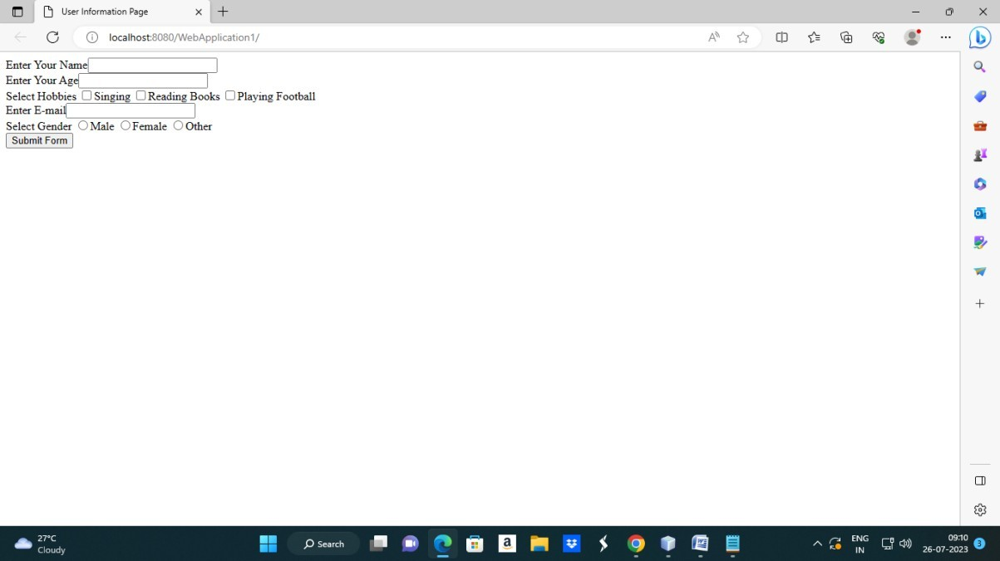 User Information Page
localhost:8080/WebApplication1/
Enter Your Name
Enter Your Age
Select Hobbies Singing Reading Books Playing Football
Enter E-mail
Select Gender Male Female Other
Submit Form
27°C
Cloudy
Search
ENG
IN
09:10
26-07-2023
3